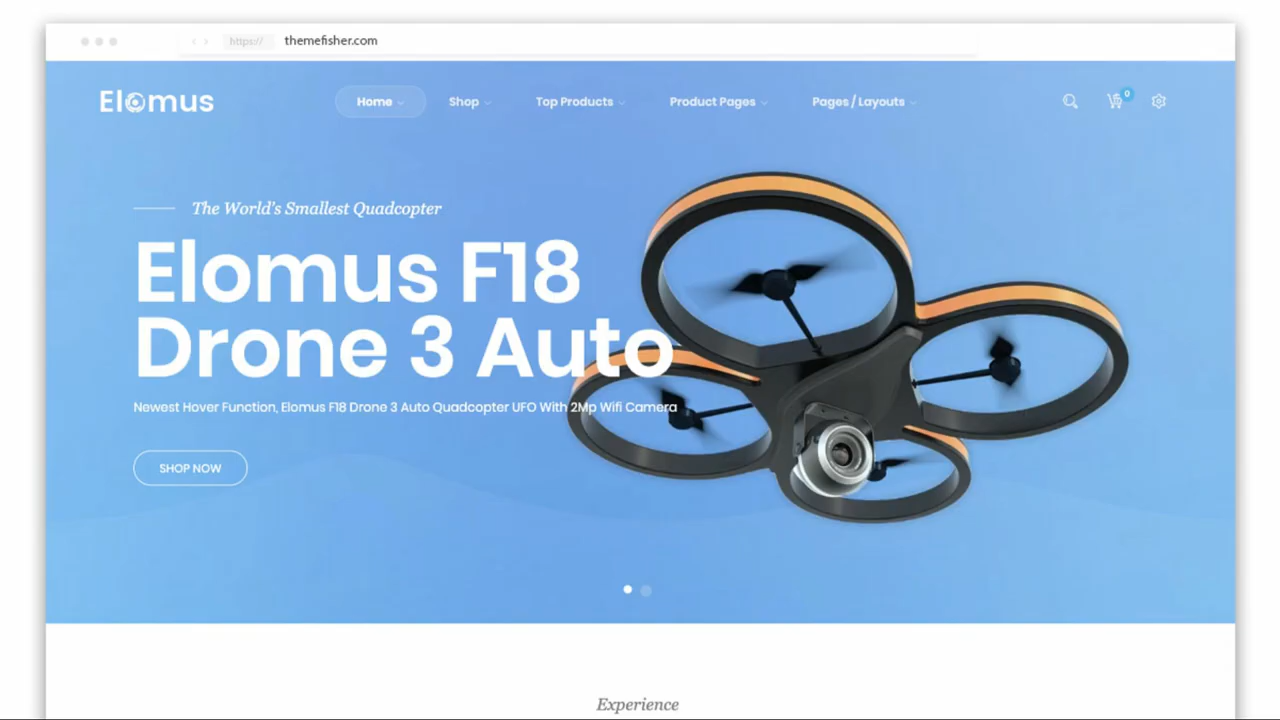 https://
themefisher.com
Elomus
Home
Shop
Top Products
Product Pages
Pages / Layouts
0
The World's Smallest Quadcopter
Elomus F18
Drone 3 Auto
Newest Hover Function, Elomus F18 Drone 3 Auto Quadcopter UFO With 2Mp Wifi Camera
SHOP NOW
Experience